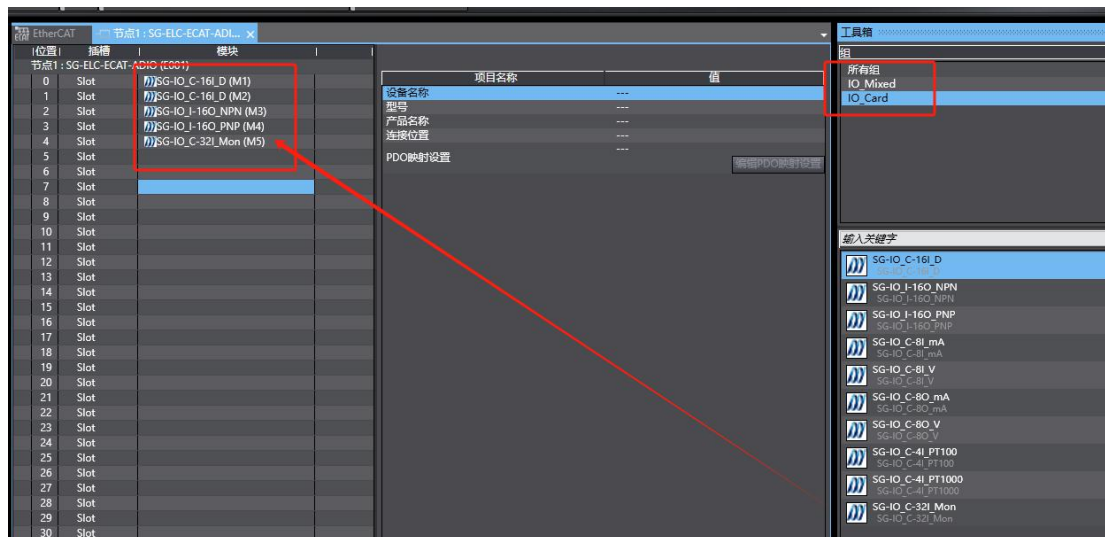 EtherCAT 节点1 : SG-ELC-ECAT-ADI... ×
位置 插槽 模块
节点1 : SG-ELC-ECAT-ADIO (E001)
0 Slot SG-IO_C-16I_D (M1)
1 Slot SG-IO_C-16I_D (M2)
2 Slot SG-IO_I-16O_NPN (M3)
3 Slot SG-IO_I-16O_PNP (M4)
4 Slot SG-IO_C-32I_Mon (M5)
5 Slot
6 Slot
7 Slot
8 Slot
9 Slot
10 Slot
11 Slot
12 Slot
13 Slot
14 Slot
15 Slot
16 Slot
17 Slot
18 Slot
19 Slot
20 Slot
21 Slot
22 Slot
23 Slot
24 Slot
25 Slot
26 Slot
27 Slot
28 Slot
29 Slot
30 Slot
项目名称 值
设备名称 ---
型号 ---
产品名称 ---
连接位置 ---
PDO映射设置 ---
编辑PDO映射设置
工具箱
组
所有组
IO_Mixed
IO_Card
输入关键字
SG-IO_C-16I_D
SG-IO_C-16I_D
SG-IO_I-16O_NPN
SG-IO_I-16O_NPN
SG-IO_I-16O_PNP
SG-IO_I-16O_PNP
SG-IO_C-8I_mA
SG-IO_C-8I_mA
SG-IO_C-8I_V
SG-IO_C-8I_V
SG-IO_C-8O_mA
SG-IO_C-8O_mA
SG-IO_C-8O_V
SG-IO_C-8O_V
SG-IO_C-4I_PT100
SG-IO_C-4I_PT100
SG-IO_C-4I_PT1000
SG-IO_C-4I_PT1000
SG-IO_C-32I_Mon
SG-IO_C-32I_Mon